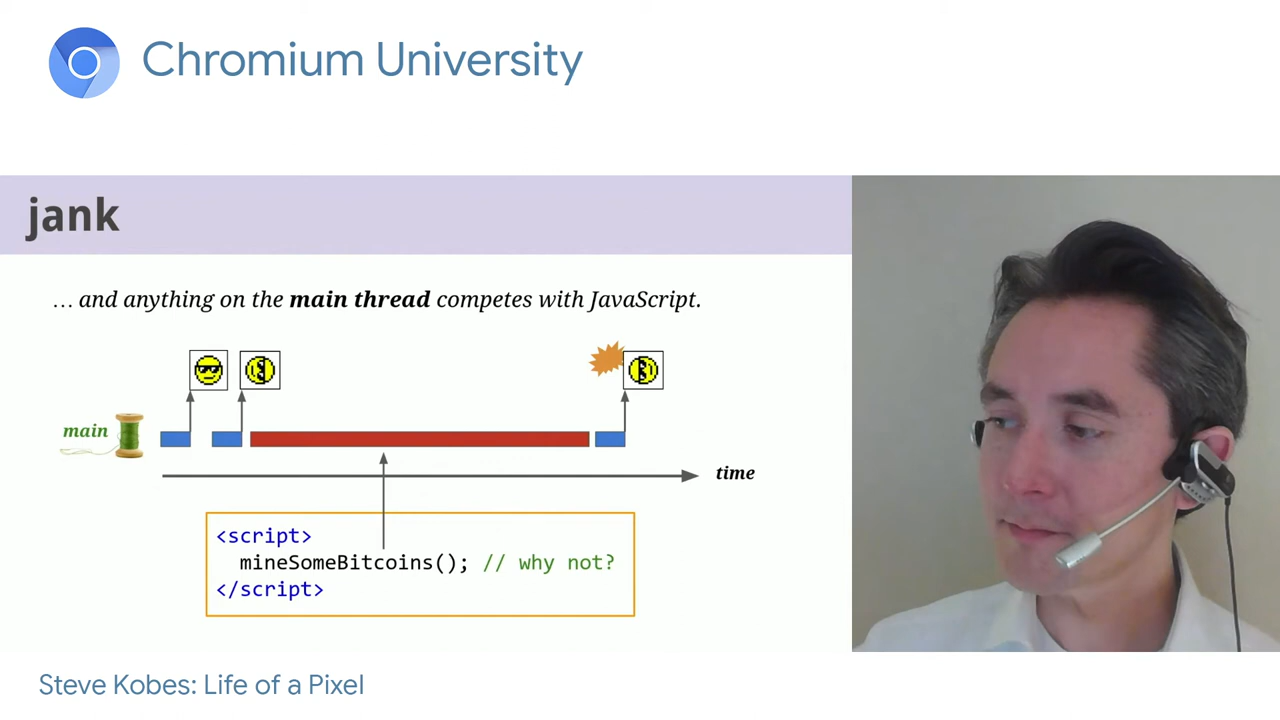 Chromium University
jank
… and anything on the main thread competes with JavaScript.
main
time
<script>
mineSomeBitcoins(); // why not?
</script>
Steve Kobes: Life of a Pixel